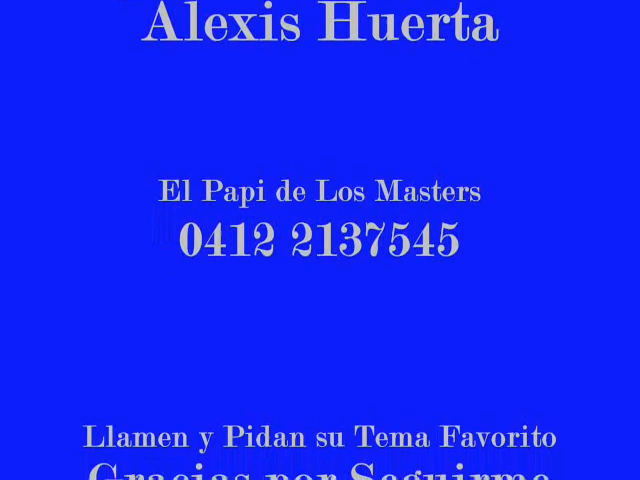 Alexis Huerta
El Papi de Los Masters
0412 2137545
Llamen y Pidan su Tema Favorito
Gracias por Seguirme